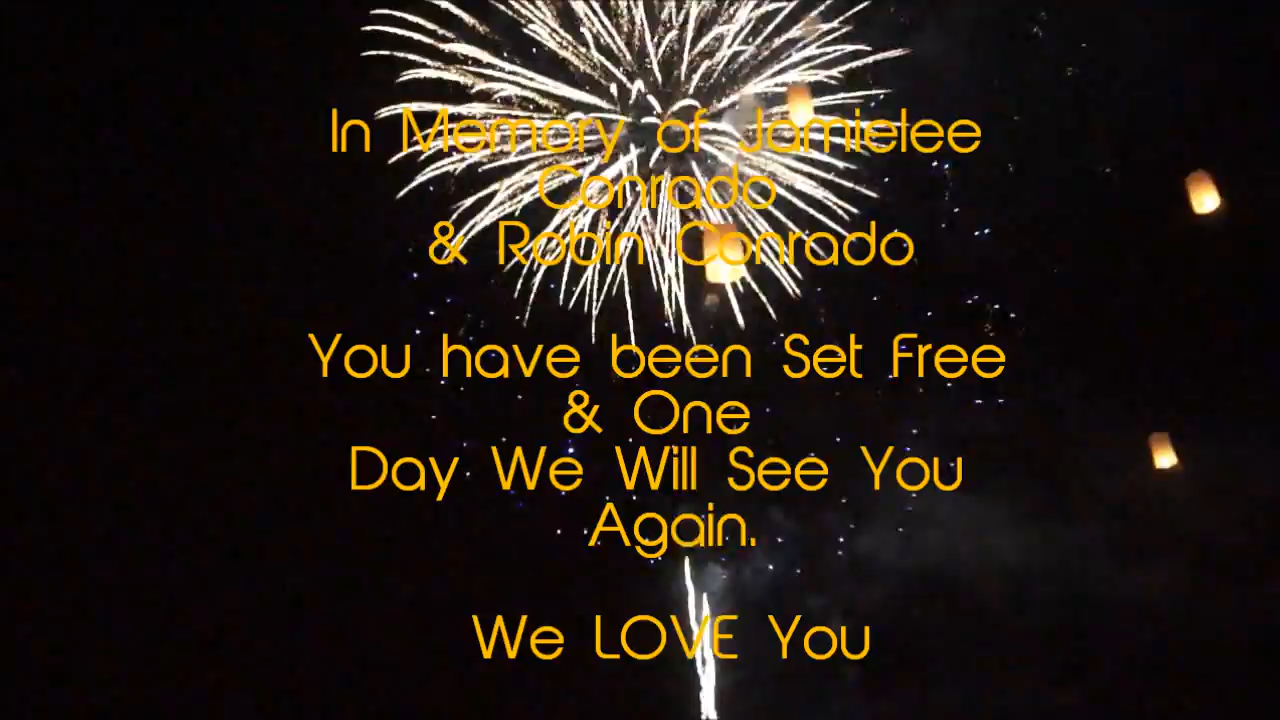 In Memory of Jamielee
Conrado
& Robin Conrado
You have been Set Free
& One
Day We Will See You
Again.
We LOVE You